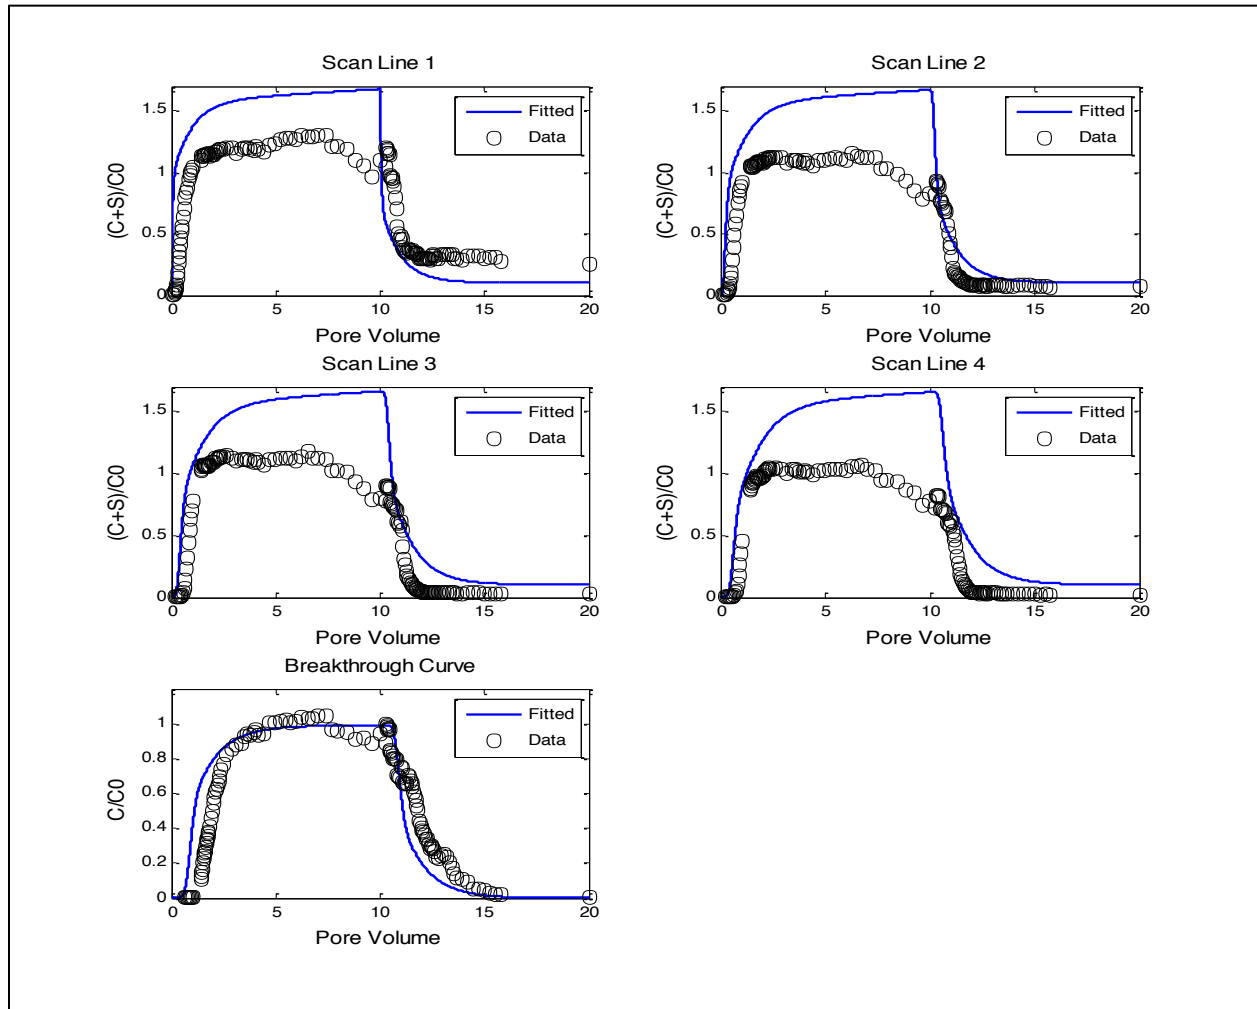 Scan Line 1
(C+S)/C0
1.5
1
0.5
0
0 5 10 15 20
Pore Volume
Fitted
Data
Scan Line 2
(C+S)/C0
1.5
1
0.5
0
0 5 10 15 20
Pore Volume
Fitted
Data
Scan Line 3
(C+S)/C0
1.5
1
0.5
0
0 5 10 15 20
Pore Volume
Fitted
Data
Scan Line 4
(C+S)/C0
1.5
1
0.5
0
0 5 10 15 20
Pore Volume
Fitted
Data
Breakthrough Curve
C/C0
1
0.8
0.6
0.4
0.2
0
0 5 10 15 20
Pore Volume
Fitted
Data